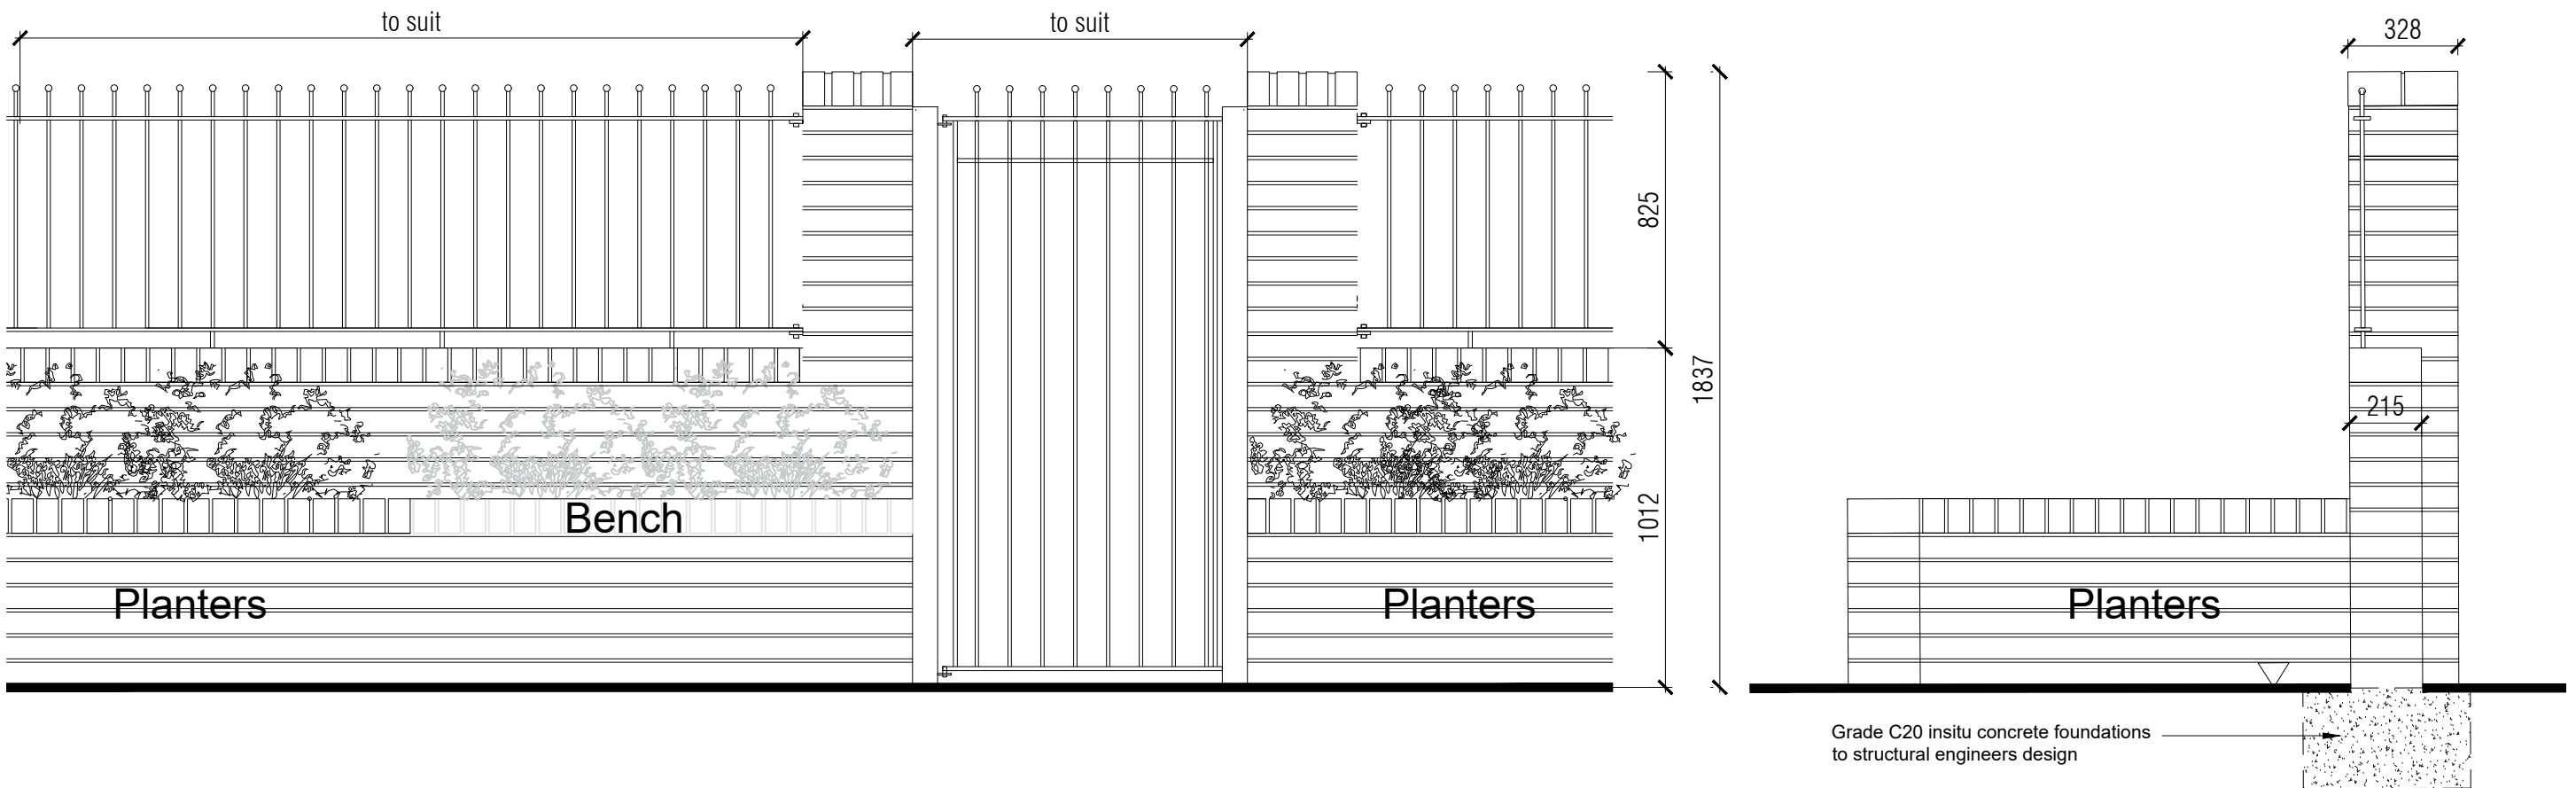 to suit
to suit
328
825
1837
215
1012
Bench
Planters
Planters
Planters
Grade C20 insitu concrete foundations
to structural engineers design